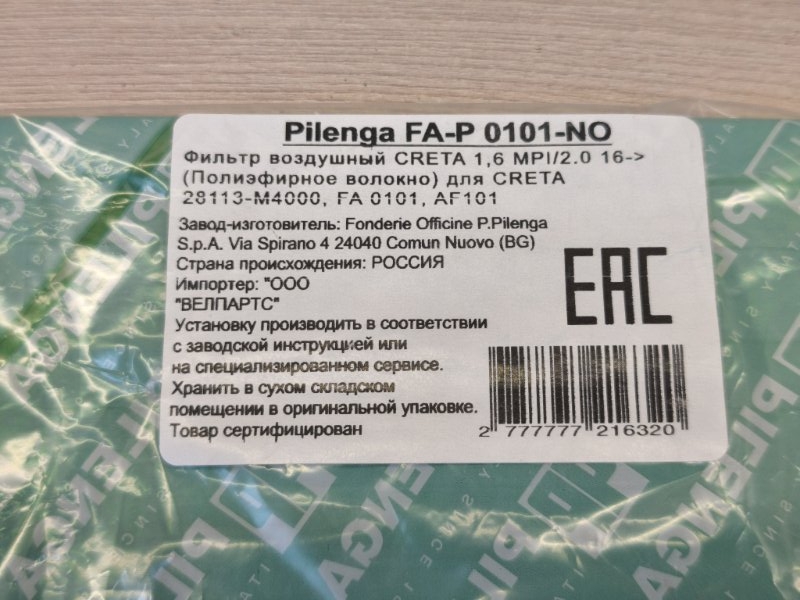 Pilenga FA-P 0101-NO
Фильтр воздушный CRETA 1,6 MPI/2.0 16->
(Полиэфирное волокно) для CRETA
28113-M4000, FA 0101, AF101
Завод-изготовитель: Fonderie Officine P.Pilenga
S.p.A. Via Spirano 4 24040 Comun Nuovo (BG)
Страна происхождения: РОССИЯ
Импортер: "ООО
"ВЕЛПАРТС"
Установку производить в соответствии
с заводской инструкцией или
на специализированном сервисе.
Хранить в сухом складском
помещении в оригинальной упаковке.
Товар сертифицирован
EAC
2 777777 216320
PILENGA
PILENGA
PILENGA